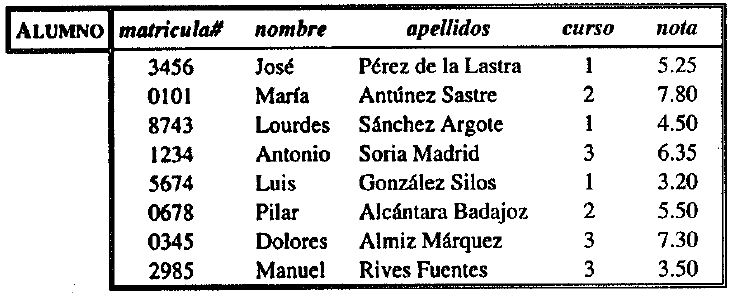 ALUMNO matricula# nombre apellidos curso nota
3456 José Pérez de la Lastra 1 5.25
0101 María Antúnez Sastre 2 7.80
8743 Lourdes Sánchez Argote 1 4.50
1234 Antonio Soria Madrid 3 6.35
5674 Luis González Silos 1 3.20
0678 Pilar Alcántara Badajoz 2 5.50
0345 Dolores Almiz Márquez 3 7.30
2985 Manuel Rives Fuentes 3 3.50